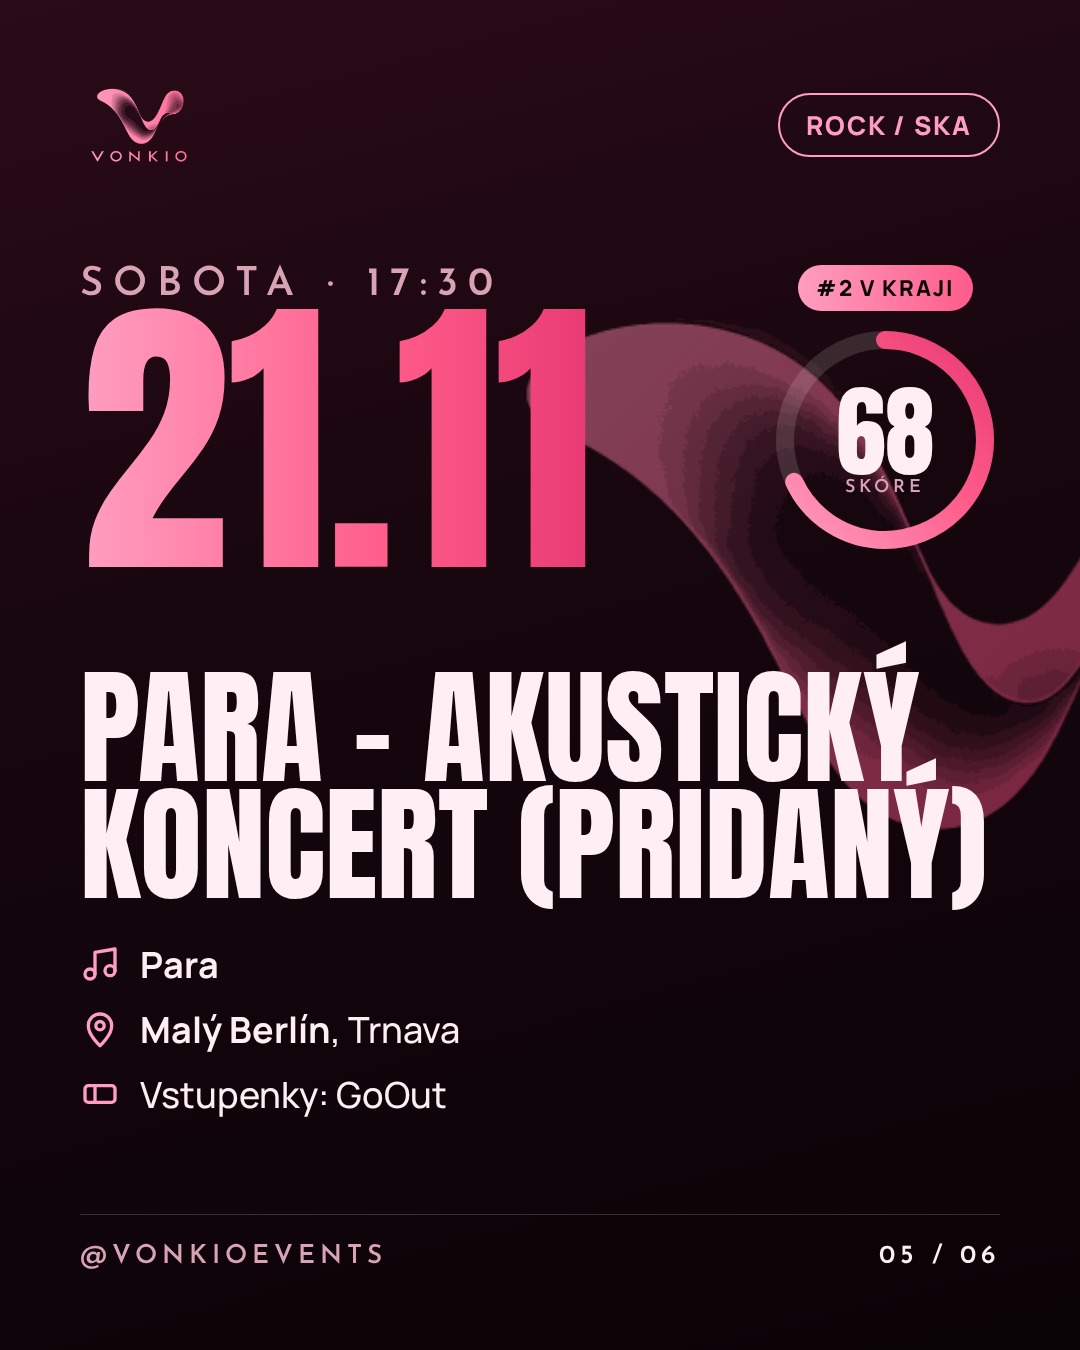 VONKIO
ROCK / SKA
SOBOTA · 17:30
21.11
#2 V KRAJI
68
SKÓRE
PARA - AKUSTICKÝ
KONCERT (PRIDANÝ)
Para
Malý Berlín, Trnava
Vstupenky: GoOut
@VONKIOEVENTS
05 / 06